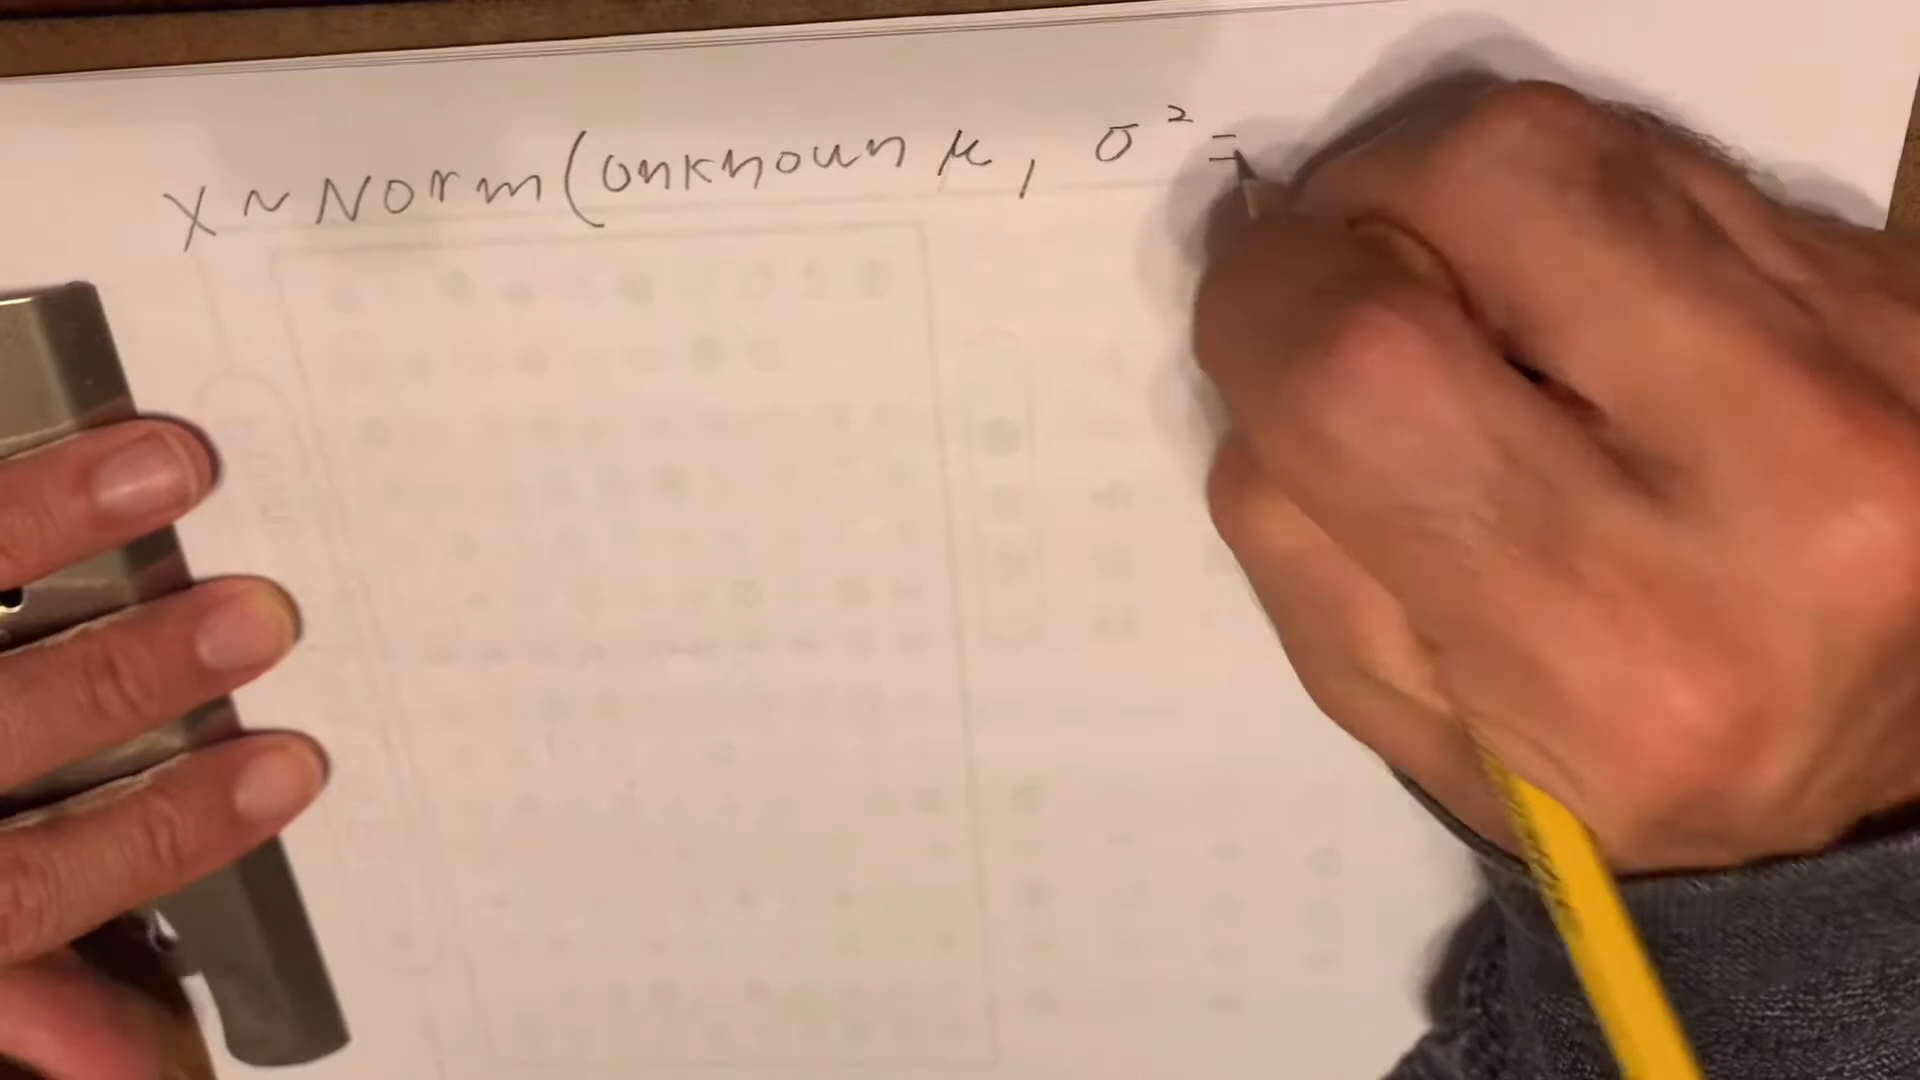 X ~ Norm(unknown μ, σ² =